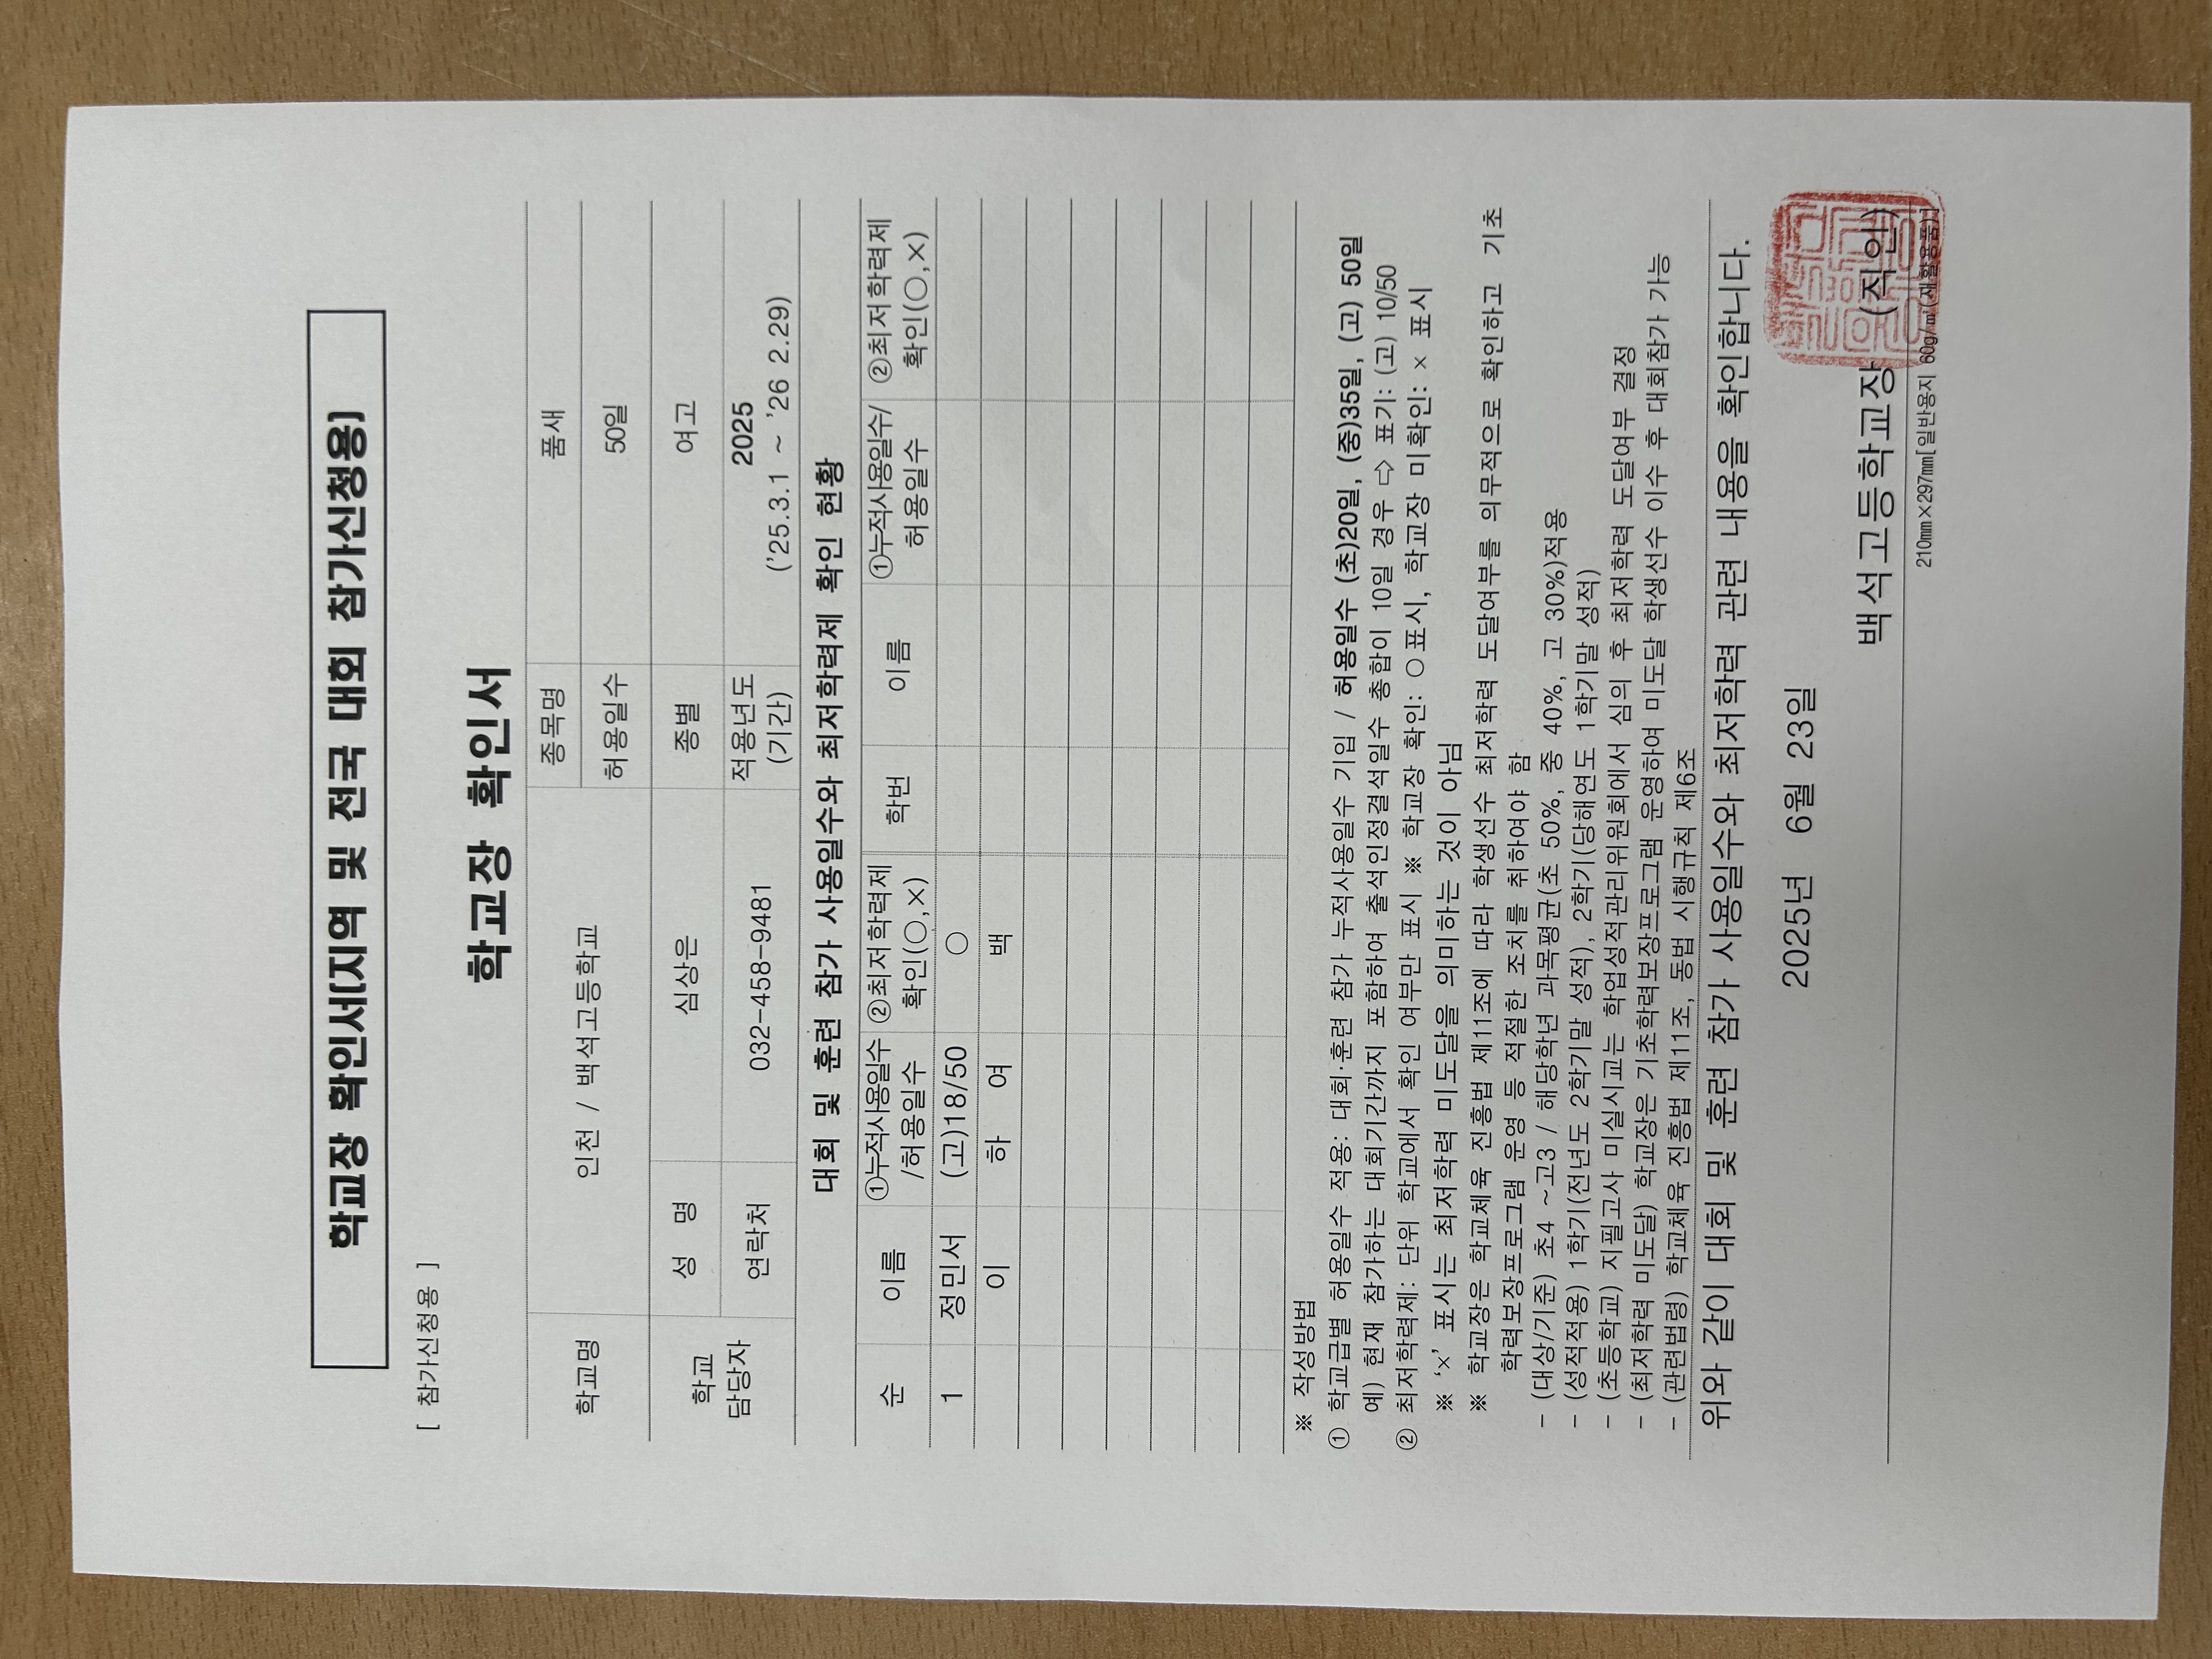 학교장 확인서[지역 및 전국 대회 참가신청용]
[ 참가신청용 ]
학교장 확인서
학교명 인천 / 백석고등학교 종목명 품새
허용일수 50일
학교 담당자 성 명 심상은 종별 여고
연락처 032-458-9481 적용년도 (기간) 2025
('25.3.1 ~ '26 2.29)
대회 및 훈련 참가 사용일수와 최저학력제 확인 현황
순 이름 ①누적사용일수 /허용일수 ②최저학력제 확인(○,×) 학번 이름 ①누적사용일수/ 허용일수 ②최저학력제 확인(○,×)
1 정민서 (고)18/50 ○
이 하 여 백
※ 작성방법
① 학교급별 허용일수 적용: 대회·훈련 참가 누적사용일수 기입 / 허용일수 (초)20일, (중)35일, (고) 50일
예) 현재 참가하는 대회기간까지 포함하여 출석인정결석일수 총합이 10일 경우 ⇨ 표기: (고) 10/50
② 최저학력제: 단위 학교에서 확인 여부만 표시 ※ 학교장 확인: ○표시, 학교장 미확인: × 표시
※ '×' 표시는 최저학력 미도달을 의미하는 것이 아님
※ 학교장은 학교체육 진흥법 제11조에 따라 학생선수 최저학력 도달여부를 의무적으로 확인하고 기초
학력보장프로그램 운영 등 적절한 조치를 취하여야 함
- (대상/기준) 초4 ~고3 / 해당학년 과목평균(초 50%, 중 40%, 고 30%)적용
- (성적적용) 1학기(전년도 2학기말 성적), 2학기(당해연도 1학기말 성적)
- (초등학교) 지필고사 미실시교는 학업성적관리위원회에서 심의 후 최저학력 도달여부 결정
- (최저학력 미도달) 학교장은 기초학력보장프로그램 운영하여 미도달 학생선수 이수 후 대회참가 가능
- (관련법령) 학교체육 진흥법 제11조, 동법 시행규칙 제6조
위와 같이 대회 및 훈련 참가 사용일수와 최저학력 관련 내용을 확인합니다.
2025년 6월 23일
백석고등학교장 (직인)
210mm×297mm[일반용지 60g/㎡(재활용품)]